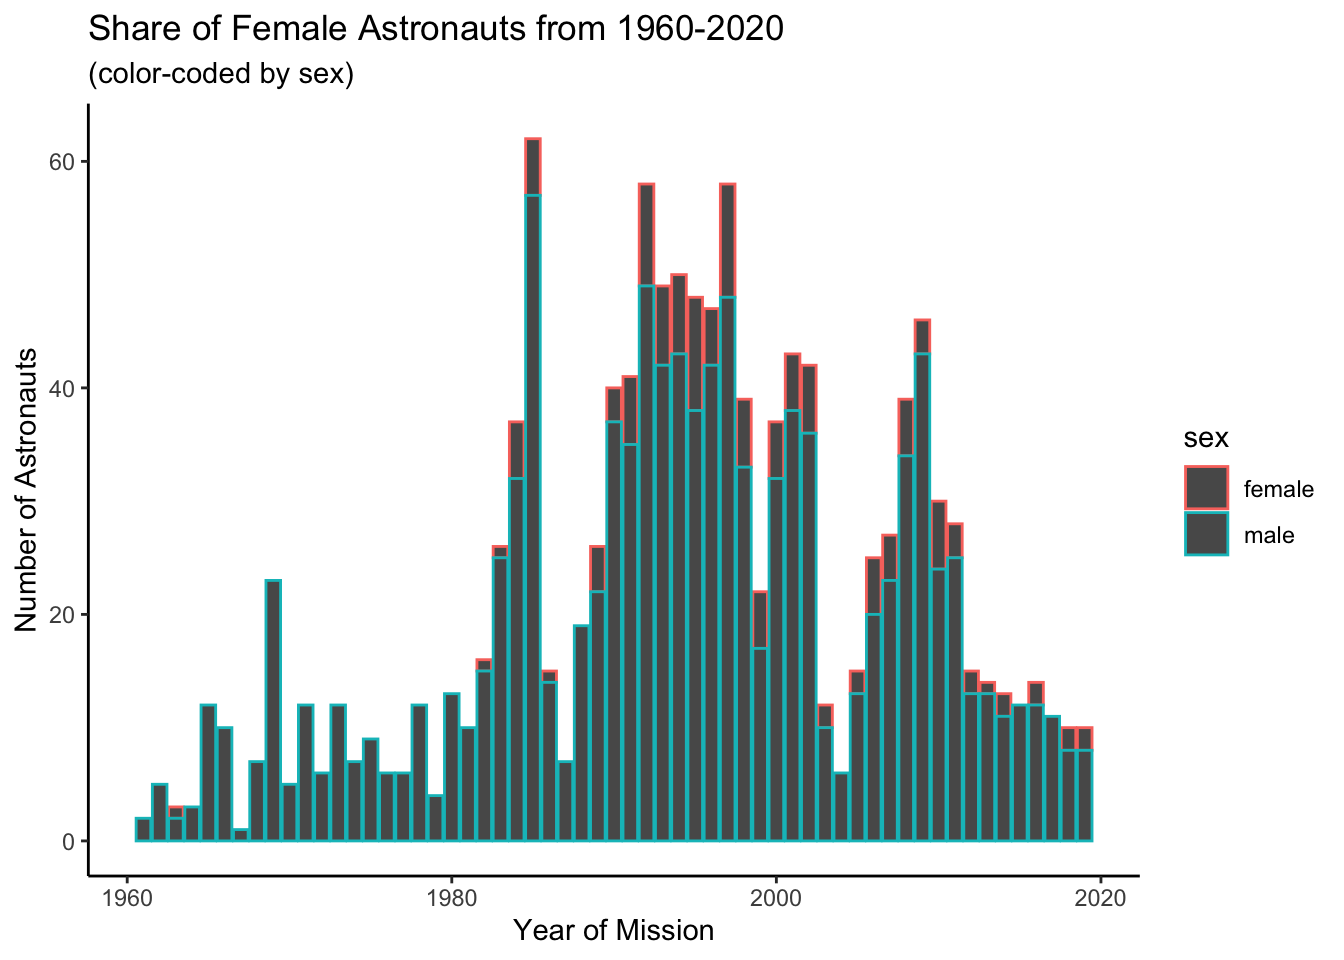 Share of Female Astronauts from 1960-2020
(color-coded by sex)
Number of Astronauts
60
40
20
0
1960 1980 2000 2020
Year of Mission
sex
female
male